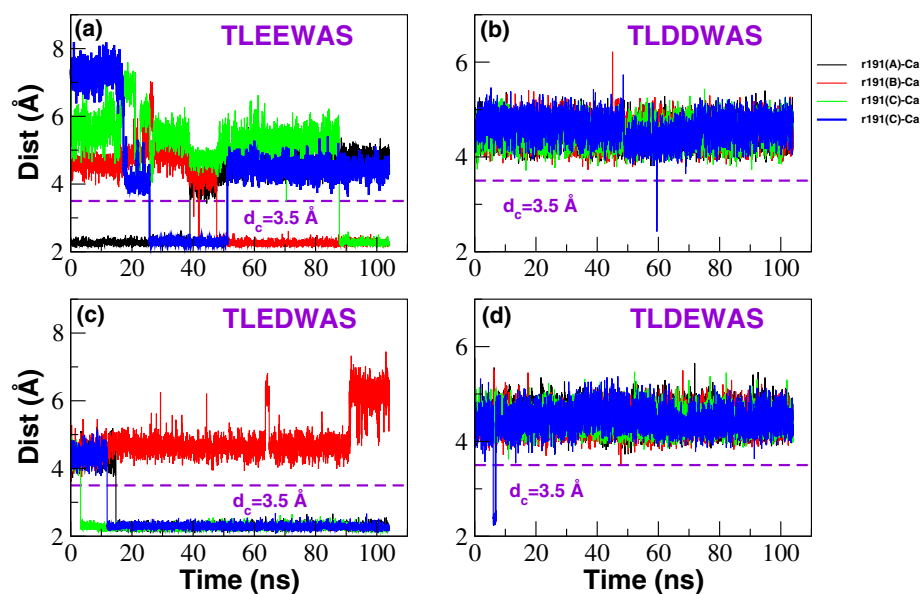 (a) TLEEWAS
(b) TLDDWAS
r191(A)-Ca
r191(B)-Ca
r191(C)-Ca
r191(C)-Ca
Dist (Å)
8
6
4
2
d_c=3.5 Å
0 20 40 60 80 100
6
4
2
d_c=3.5 Å
0 20 40 60 80 100
(c) TLEDWAS
(d) TLDEWAS
Dist (Å)
8
6
4
2
d_c=3.5 Å
0 20 40 60 80 100
Time (ns)
6
4
2
d_c=3.5 Å
0 20 40 60 80 100
Time (ns)